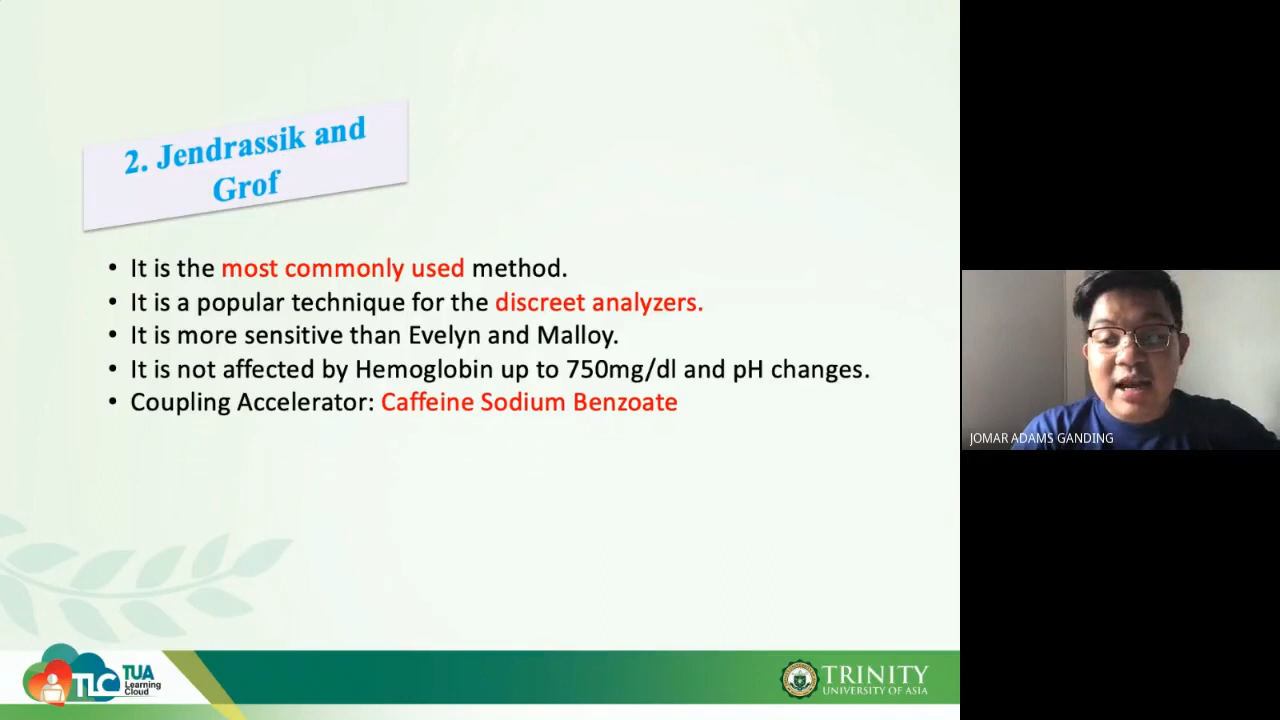 2. Jendrassik and
Grof
• It is the most commonly used method.
• It is a popular technique for the discreet analyzers.
• It is more sensitive than Evelyn and Malloy.
• It is not affected by Hemoglobin up to 750mg/dl and pH changes.
• Coupling Accelerator: Caffeine Sodium Benzoate
JOMAR ADAMS GANDING
TLC
TUA
Learning
Cloud
TRINITY
UNIVERSITY OF ASIA